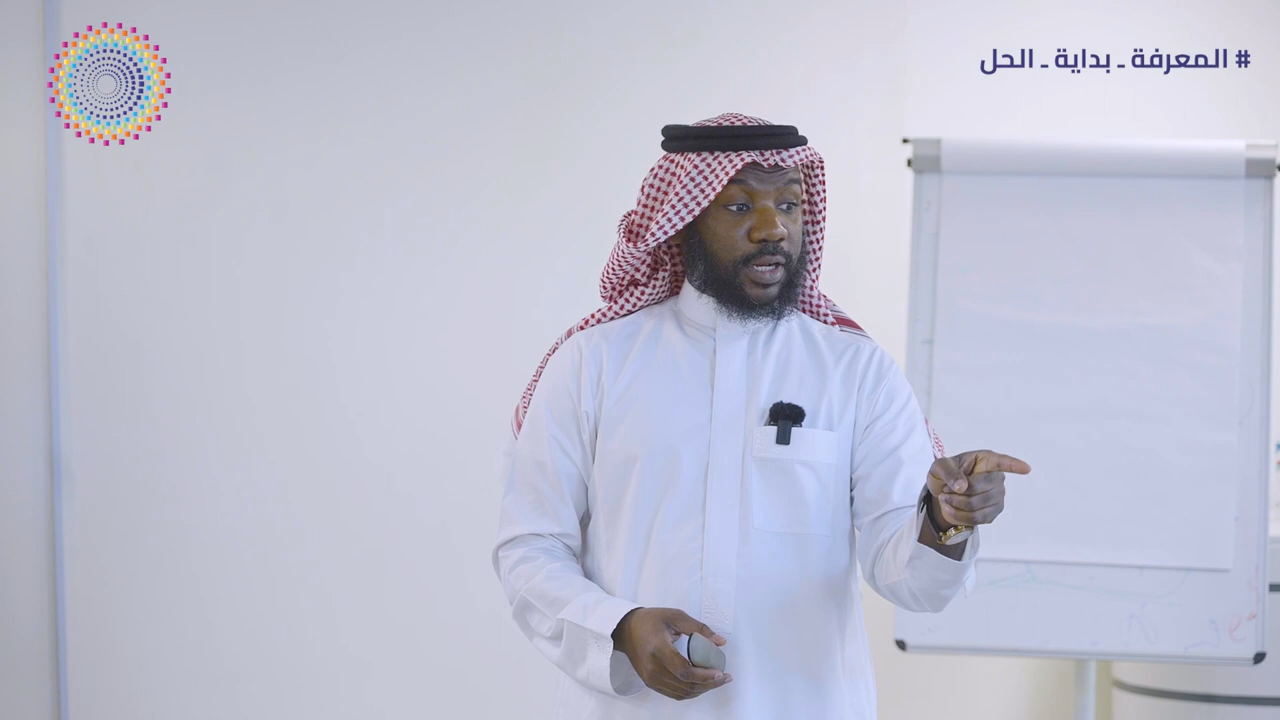 # المعرفة ـ بداية ـ الحل